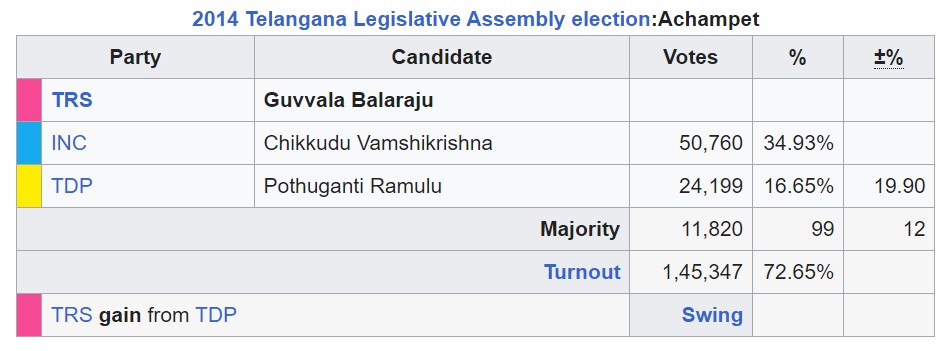 2014 Telangana Legislative Assembly election:Achampet
Party Candidate Votes % ±%
TRS Guvvala Balaraju
INC Chikkudu Vamshikrishna 50,760 34.93%
TDP Pothuganti Ramulu 24,199 16.65% 19.90
Majority 11,820 99 12
Turnout 1,45,347 72.65%
TRS gain from TDP Swing